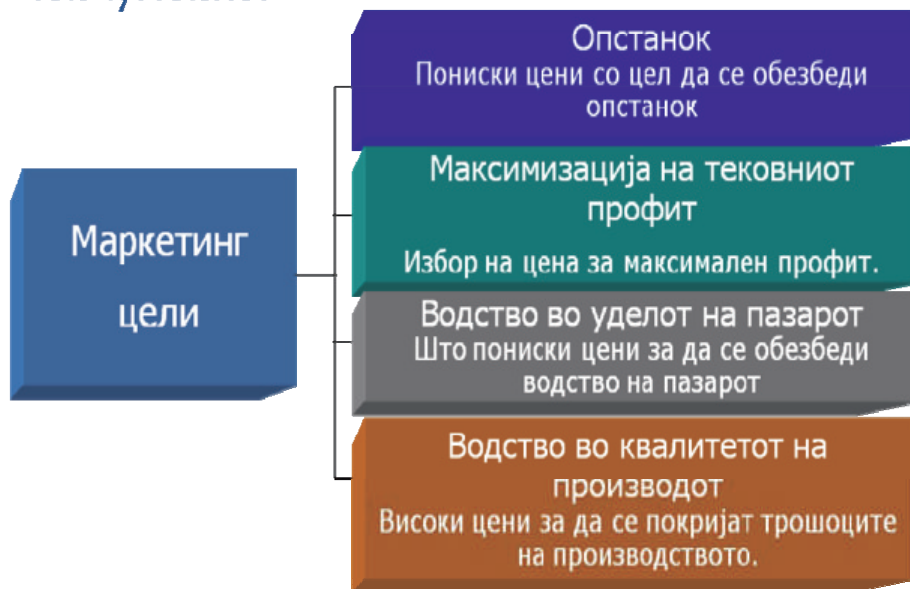 Маркетинг
цели
Опстанок
Пониски цени со цел да се обезбеди
опстанок
Максимизација на тековниот
профит
Избор на цена за максимален профит.
Водство во уделот на пазарот
Што пониски цени за да се обезбеди
водство на пазарот
Водство во квалитетот на
производот
Високи цени за да се покријат трошоците
на производството.